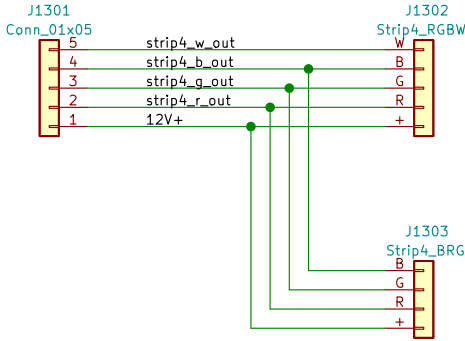 J1301
Conn_01x05
J1302
Strip4_RGBW
5 strip4_w_out W
4 strip4_b_out B
3 strip4_g_out G
2 strip4_r_out R
1 12V+ +
J1303
Strip4_BRG
B
G
R
+